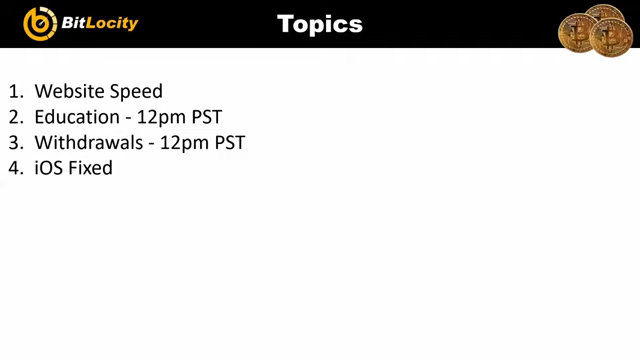 BitLocity
Topics
1. Website Speed
2. Education - 12pm PST
3. Withdrawals - 12pm PST
4. iOS Fixed